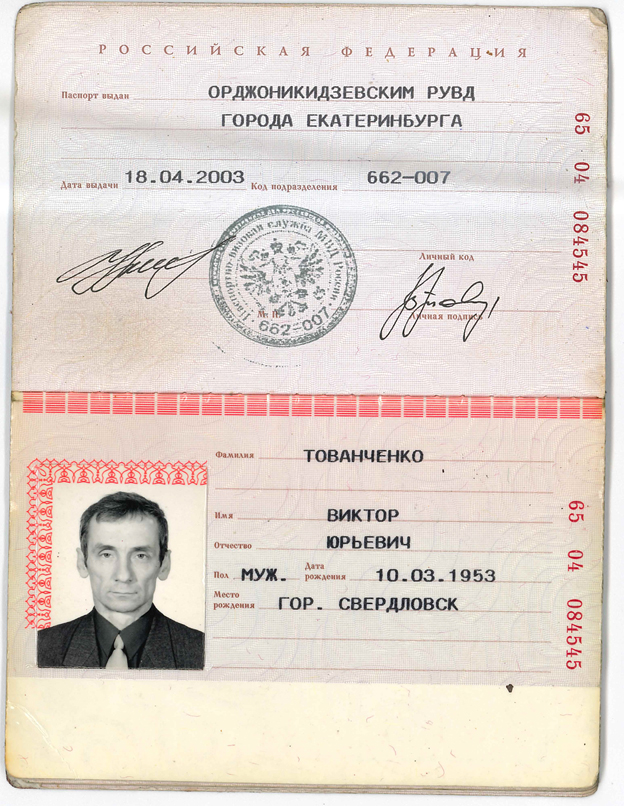 РОССИЙСКАЯ ФЕДЕРАЦИЯ
Паспорт выдан ОРДЖОНИКИДЗЕВСКИМ РУВД
ГОРОДА ЕКАТЕРИНБУРГА
65 04 084545
Дата выдачи 18.04.2003 Код подразделения 662-007
Паспортно-визовая служба МВД России
662-007
Личный код
Личная подпись
Фамилия ТОВАНЧЕНКО
Имя ВИКТОР
Отчество ЮРЬЕВИЧ
Пол МУЖ. Дата рождения 10.03.1953
Место рождения ГОР. СВЕРДЛОВСК
65 04 084545